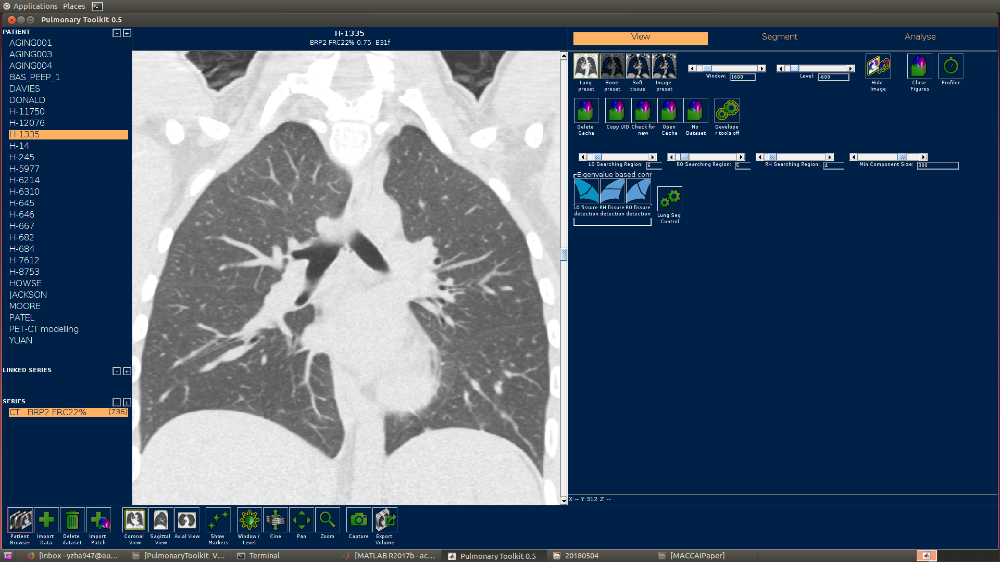 Applications Places
Pulmonary Toolkit 0.5
PATIENT - +
AGING001
AGING003
AGING004
BAS_PEEP_1
DAVIES
DONALD
H-11750
H-12076
H-1335
H-14
H-245
H-5977
H-6214
H-6310
H-645
H-646
H-667
H-682
H-684
H-7612
H-8753
HOWSE
JACKSON
MOORE
PATEL
PET-CT modelling
YUAN
LINKED SERIES - +
SERIES - +
CT BRP2 FRC22% (736)
H-1335
BRP2 FRC22% 0.75 B31f
View Segment Analyse
Lung preset
Bone preset
Soft tissue
Image preset
Window: 1600
Level: -600
Hide Image
Close Figures
Profiler
Delete Cache
Copy UID
Check for new
Open Cache
No Dataset
Develope r tools off
LO Searching Region: 6
RO Searching Region: 5
RH Searching Region: 4
Min Component Size: 300
Eigenvalue based conr
LO fissure detection
RH fissure detection
RO fissure detection
Lung Seg Control
X:-- Y:312 Z:--
Patient Browser
Import Data
Delete dataset
Import Patch
Coronal View
Sagittal View
Axial View
Show Markers
Window / Level
Cine
Pan
Zoom
Capture
Export Volume
[Inbox - yzha947@au...
[PulmonaryToolkit_V...
Terminal
[MATLAB R2017b - ac...
Pulmonary Toolkit 0.5
20180504
[MACCAIPaper]